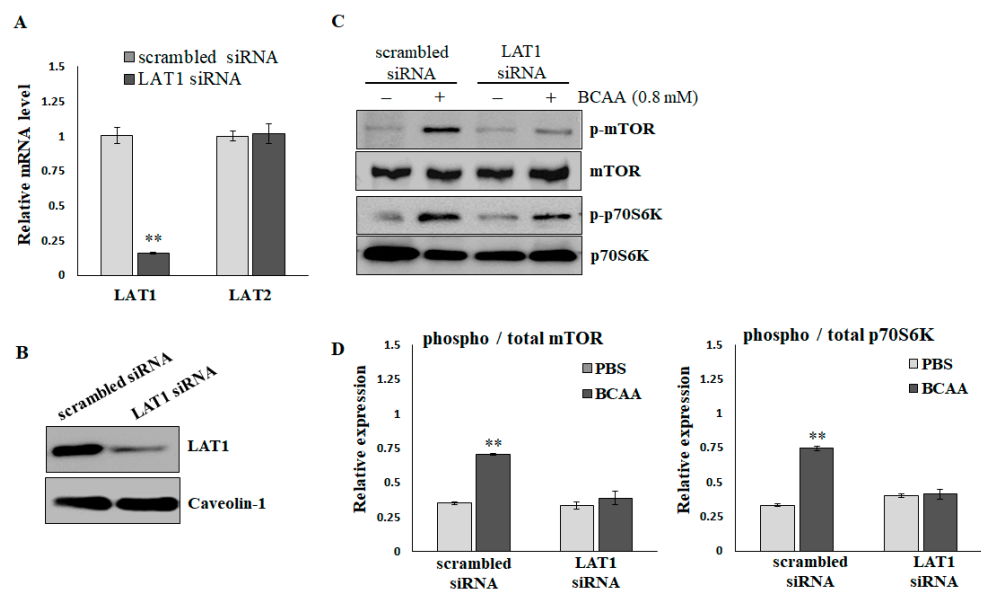 A
scrambled siRNA
LAT1 siRNA
Relative mRNA level
1.5
1.25
1
0.75
0.5
0.25
0
**
LAT1
LAT2
B
scrambled siRNA
LAT1 siRNA
LAT1
Caveolin-1
C
scrambled
siRNA
LAT1
siRNA
– + – + BCAA (0.8 mM)
p-mTOR
mTOR
p-p70S6K
p70S6K
D
phospho / total mTOR
Relative expression
1.5
1.25
1
0.75
0.5
0.25
0
PBS
BCAA
**
scrambled
siRNA
LAT1
siRNA
phospho / total p70S6K
Relative expression
1.5
1.25
1
0.75
0.5
0.25
0
PBS
BCAA
**
scrambled
siRNA
LAT1
siRNA